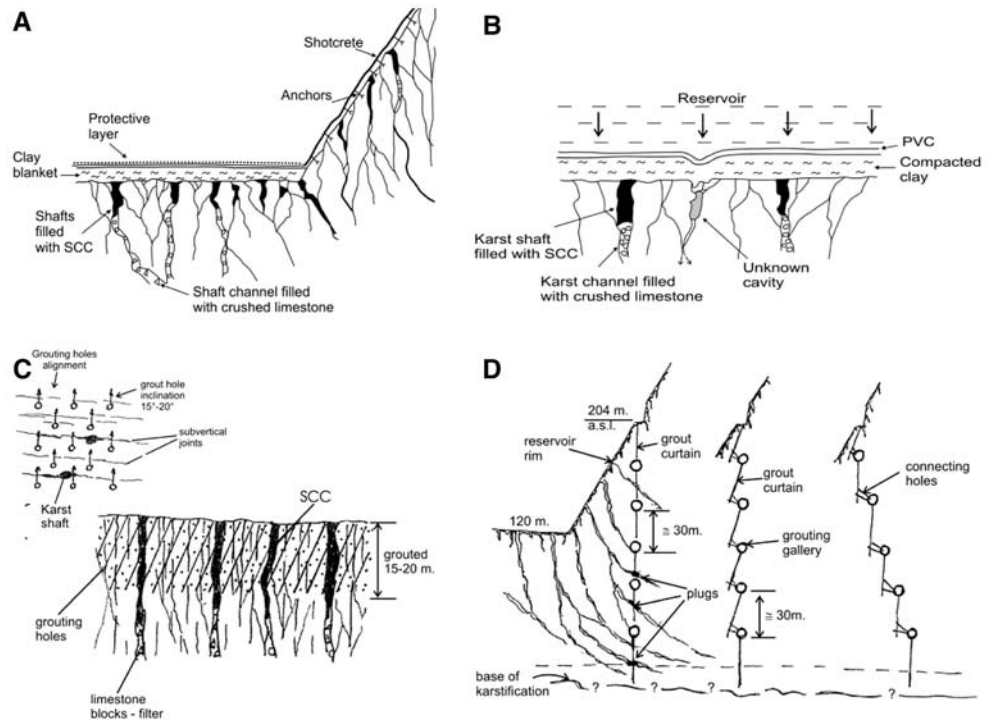 A
Shotcrete
Anchors
Protective
layer
Clay
blanket
Shafts
filled
with SCC
Shaft channel filled
with crushed limestone
B
Reservoir
PVC
Compacted
clay
Karst shaft
filled with SCC
Karst channel filled
with crushed limestone
Unknown
cavity
C
Grouting holes
alignment
grout hole
inclination
15°-20°
subvertical
joints
Karst
shaft
SCC
grouted
15-20 m.
grouting
holes
limestone
blocks - filter
D
204 m.
a.s.l.
reservoir
rim
grout
curtain
120 m.
≅ 30m.
plugs
grout
curtain
grouting
gallery
≅ 30m.
connecting
holes
base of
karstification
? ? ? ?